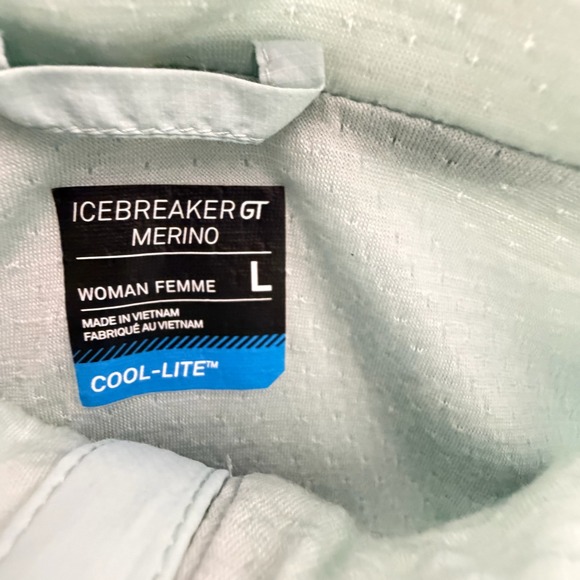 ICEBREAKER GT
MERINO
WOMAN FEMME L
MADE IN VIETNAM
FABRIQUÉ AU VIETNAM
COOL-LITE™